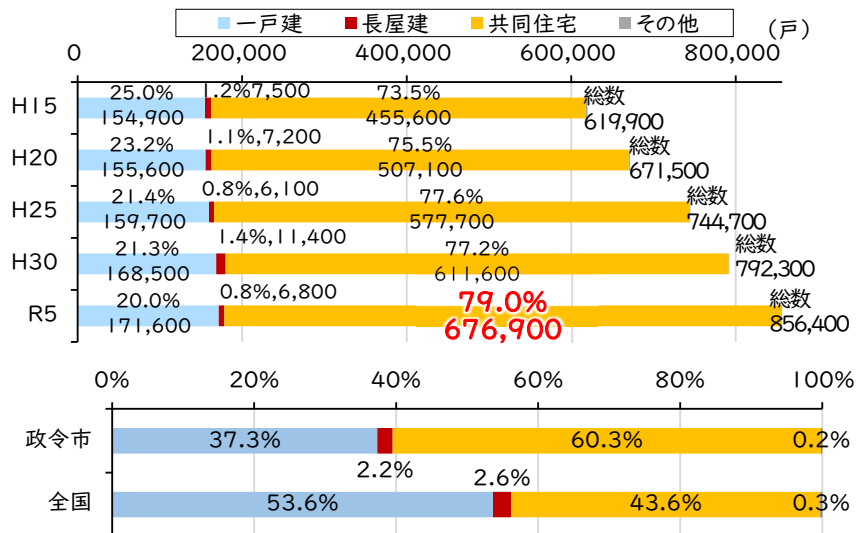 一戸建 長屋建 共同住宅 その他 (戸)
0 200,000 400,000 600,000 800,000
25.0% 1.2%7,500 73.5% 総数
H15 154,900 455,600 619,900
23.2% 1.1%,7,200 75.5% 総数
H20 155,600 507,100 671,500
21.4% 0.8%,6,100 77.6% 総数
H25 159,700 577,700 744,700
21.3% 1.4%,11,400 77.2% 総数
H30 168,500 611,600 792,300
20.0% 0.8%,6,800 79.0% 総数
R5 171,600 676,900 856,400
0% 20% 40% 60% 80% 100%
政令市 37.3% 60.3% 0.2%
2.2% 2.6%
全国 53.6% 43.6% 0.3%